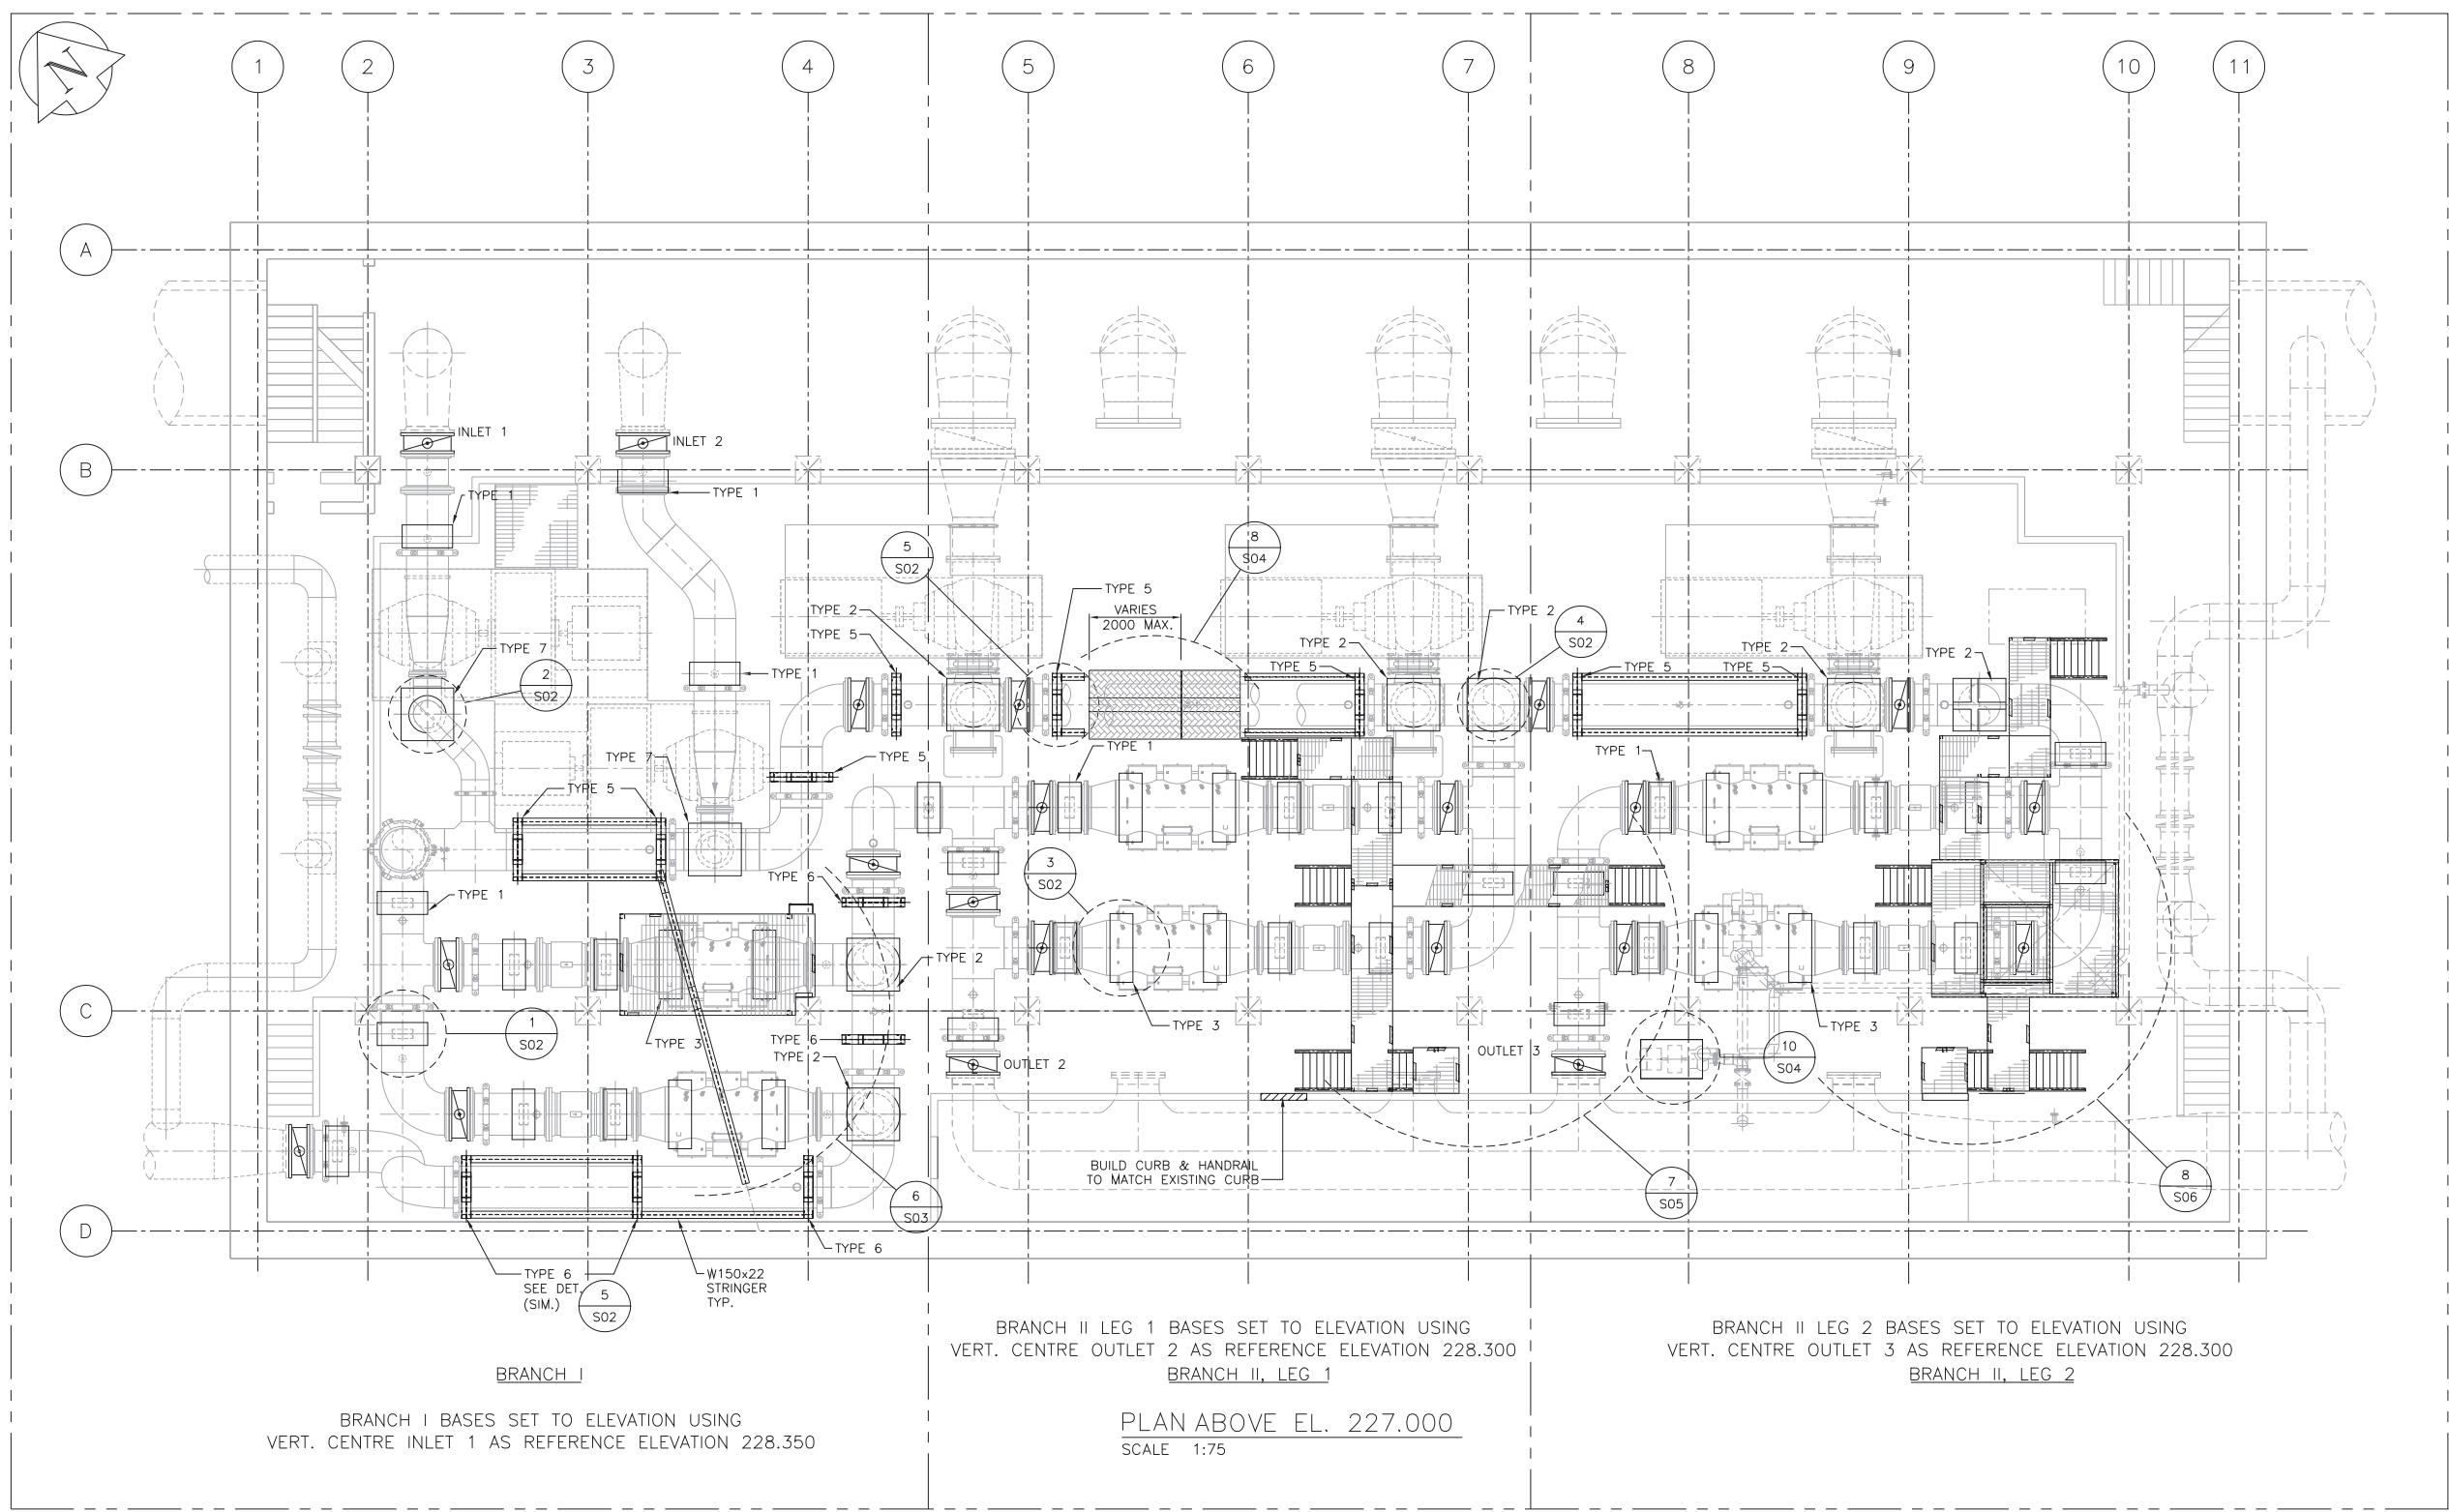 N
1 2 3 4 5 6 7 8 9 10 11
A
INLET 1
INLET 2
B
TYPE 1
TYPE 1
5
S02
8
S04
TYPE 5
VARIES
2000 MAX.
TYPE 2
TYPE 5
TYPE 2
4
S02
TYPE 7
2
S02
TYPE 1
TYPE 2
TYPE 5
TYPE 5
TYPE 5
TYPE 2
TYPE 2
TYPE 7
TYPE 5
TYPE 1
TYPE 1
TYPE 5
3
S02
TYPE 6
TYPE 1
TYPE 2
C
1
S02
TYPE 3
TYPE 6
TYPE 2
TYPE 3
OUTLET 2
OUTLET 3
10
S04
TYPE 3
BUILD CURB & HANDRAIL
TO MATCH EXISTING CURB
6
S03
7
S05
8
S06
D
TYPE 6
TYPE 6
SEE DET.
(SIM.)
5
S02
W150x22
STRINGER
TYP.
BRANCH I
BRANCH I BASES SET TO ELEVATION USING
VERT. CENTRE INLET 1 AS REFERENCE ELEVATION 228.350
BRANCH II LEG 1 BASES SET TO ELEVATION USING
VERT. CENTRE OUTLET 2 AS REFERENCE ELEVATION 228.300
BRANCH II, LEG 1
PLAN ABOVE EL. 227.000
SCALE 1:75
BRANCH II LEG 2 BASES SET TO ELEVATION USING
VERT. CENTRE OUTLET 3 AS REFERENCE ELEVATION 228.300
BRANCH II, LEG 2